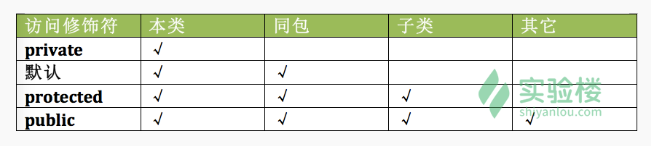 访问修饰符 本类 同包 子类 其它
private √
默认 √ √
protected √ √ √
public √ √ √ √
实验楼
shiyanlou.com